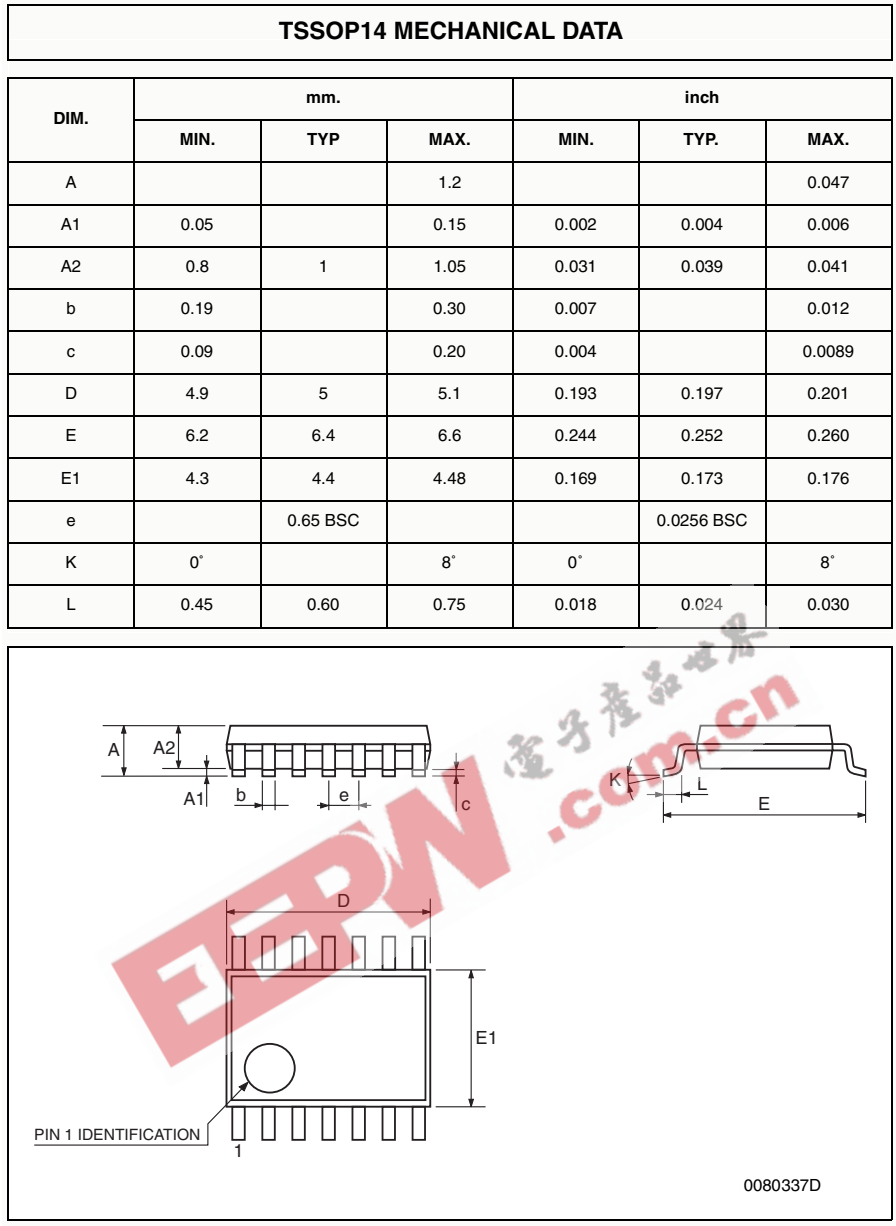 TSSOP14 MECHANICAL DATA
DIM. mm. inch
MIN. TYP MAX. MIN. TYP. MAX.
A 1.2 0.047
A1 0.05 0.15 0.002 0.004 0.006
A2 0.8 1 1.05 0.031 0.039 0.041
b 0.19 0.30 0.007 0.012
c 0.09 0.20 0.004 0.0089
D 4.9 5 5.1 0.193 0.197 0.201
E 6.2 6.4 6.6 0.244 0.252 0.260
E1 4.3 4.4 4.48 0.169 0.173 0.176
e 0.65 BSC 0.0256 BSC
K 0° 8° 0° 8°
L 0.45 0.60 0.75 0.018 0.024 0.030
電子產品世界
.com.cn
EEPW
A A2
A1 b e c
K L
E
D
E1
PIN 1 IDENTIFICATION
1
0080337D